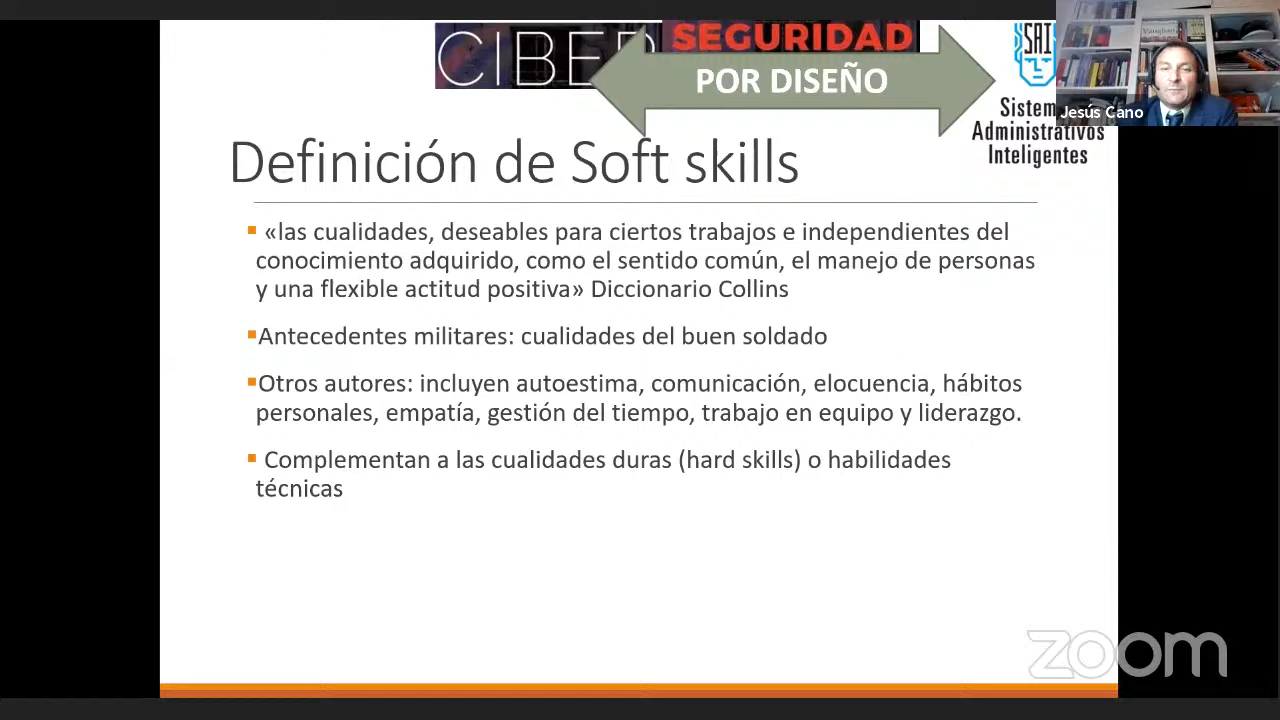 CIBER
SEGURIDAD
POR DISEÑO
SAI
Jesús Cano
Administrativos
Inteligentes
Definición de Soft skills
▪ «las cualidades, deseables para ciertos trabajos e independientes del
conocimiento adquirido, como el sentido común, el manejo de personas
y una flexible actitud positiva» Diccionario Collins
▪Antecedentes militares: cualidades del buen soldado
▪Otros autores: incluyen autoestima, comunicación, elocuencia, hábitos
personales, empatía, gestión del tiempo, trabajo en equipo y liderazgo.
▪ Complementan a las cualidades duras (hard skills) o habilidades
técnicas
zoom